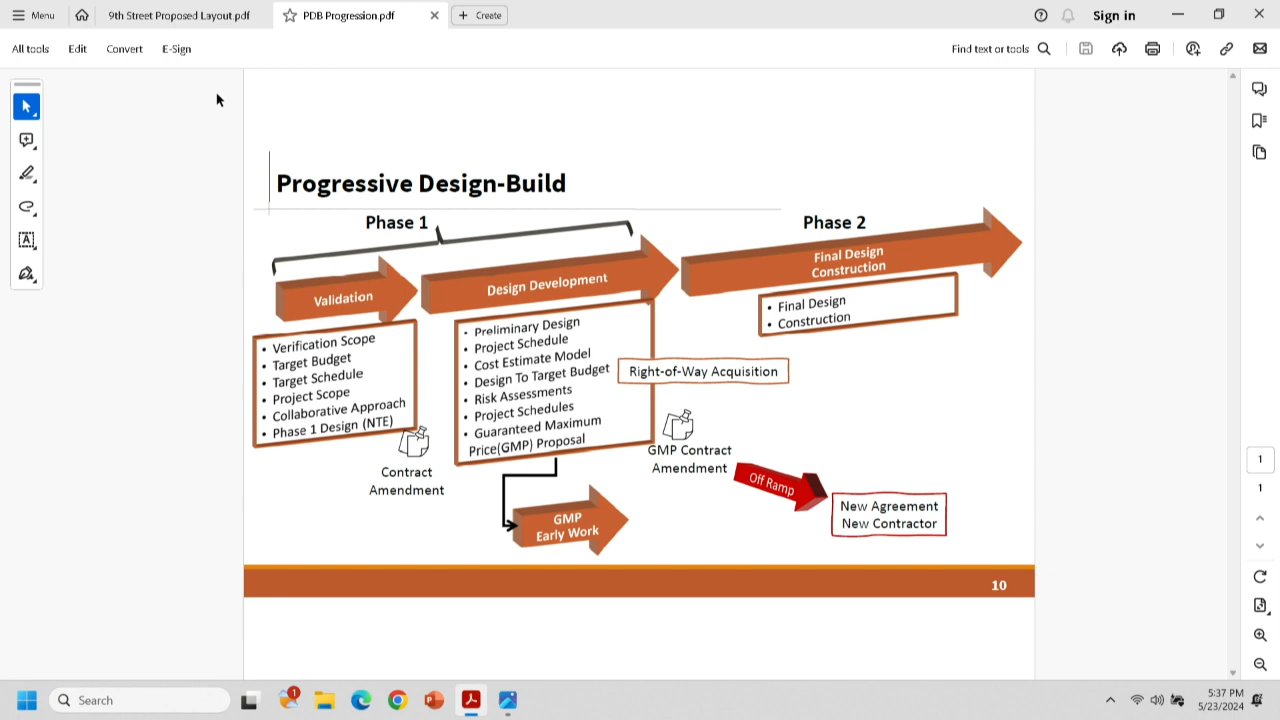 Menu
9th Street Proposed Layout.pdf
PDB Progression.pdf
Create
Sign in
All tools
Edit
Convert
E-Sign
Find text or tools
Progressive Design-Build
Phase 1
Phase 2
Validation
Design Development
Final Design
Construction
• Verification Scope
• Target Budget
• Target Schedule
• Project Scope
• Collaborative Approach
• Phase 1 Design (NTE)
• Preliminary Design
• Project Schedule
• Cost Estimate Model
• Design To Target Budget
• Risk Assessments
• Project Schedules
• Guaranteed Maximum
Price(GMP) Proposal
• Final Design
• Construction
Right-of-Way Acquisition
Contract
Amendment
GMP Contract
Amendment
Off Ramp
New Agreement
New Contractor
GMP
Early Work
10
1
1
Search
1
5:37 PM
5/23/2024